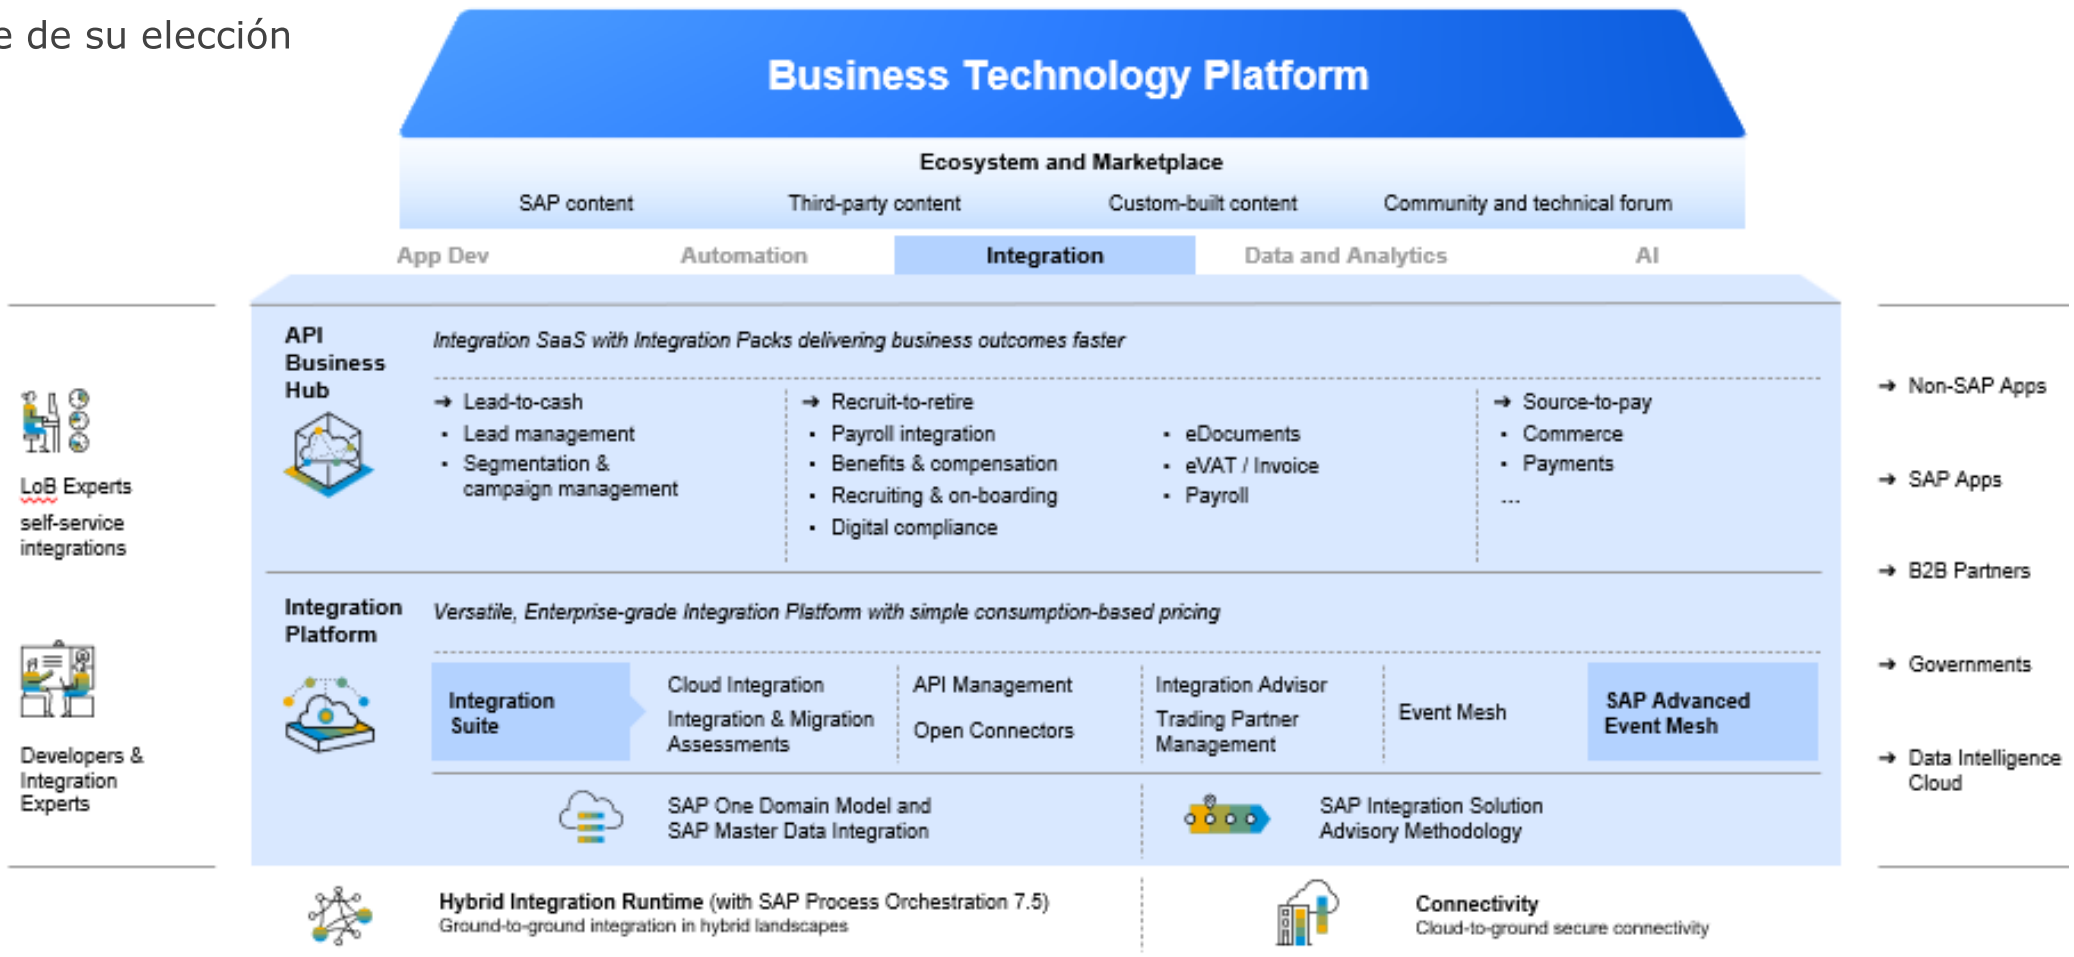 e de su elección
Business Technology Platform
Ecosystem and Marketplace
SAP content
Third-party content
Custom-built content
Community and technical forum
App Dev
Automation
Integration
Data and Analytics
AI
LoB Experts
self-service
integrations
Developers &
Integration
Experts
API
Business
Hub
Integration SaaS with Integration Packs delivering business outcomes faster
➔ Lead-to-cash
▪ Lead management
▪ Segmentation &
campaign management
➔ Recruit-to-retire
▪ Payroll integration
▪ Benefits & compensation
▪ Recruiting & on-boarding
▪ Digital compliance
▪ eDocuments
▪ eVAT / Invoice
▪ Payroll
➔ Source-to-pay
▪ Commerce
▪ Payments
...
Integration
Platform
Versatile, Enterprise-grade Integration Platform with simple consumption-based pricing
Integration
Suite
Cloud Integration
Integration & Migration
Assessments
API Management
Open Connectors
Integration Advisor
Trading Partner
Management
Event Mesh
SAP Advanced
Event Mesh
SAP One Domain Model and
SAP Master Data Integration
SAP Integration Solution
Advisory Methodology
➔ Non-SAP Apps
➔ SAP Apps
➔ B2B Partners
➔ Governments
➔ Data Intelligence
Cloud
Hybrid Integration Runtime (with SAP Process Orchestration 7.5)
Ground-to-ground integration in hybrid landscapes
Connectivity
Cloud-to-ground secure connectivity